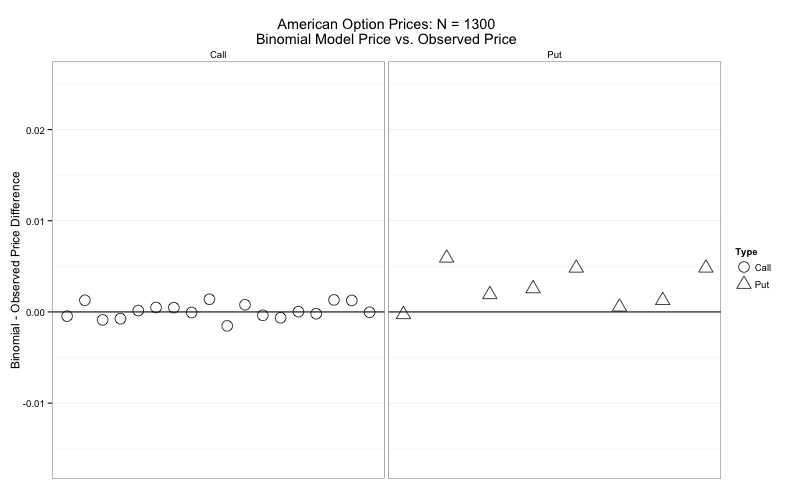 American Option Prices: N = 1300
Binomial Model Price vs. Observed Price
Call
Put
Binomial - Observed Price Difference
0.02
0.01
0.00
-0.01
Type
Call
Put